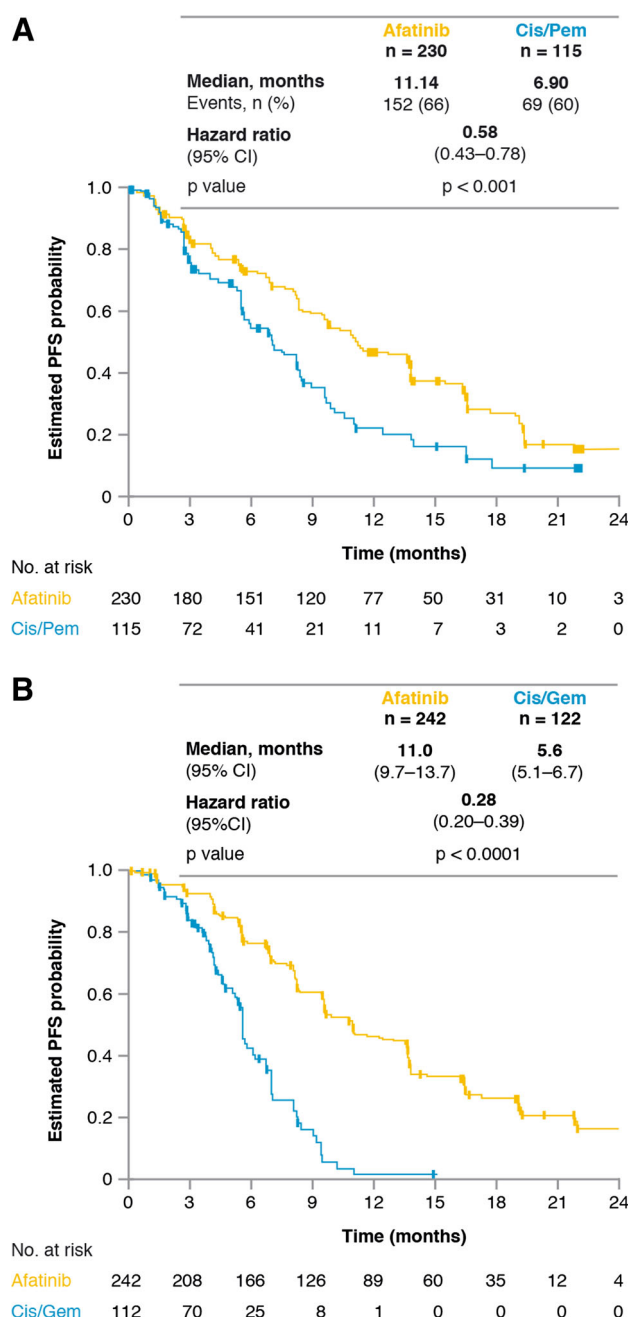 A
Afatinib Cis/Pem
n = 230 n = 115
Median, months 11.14 6.90
Events, n (%) 152 (66) 69 (60)
Hazard ratio 0.58
(95% CI) (0.43–0.78)
p value p < 0.001
Estimated PFS probability
1.0
0.8
0.6
0.4
0.2
0
0 3 6 9 12 15 18 21 24
Time (months)
No. at risk
Afatinib 230 180 151 120 77 50 31 10 3
Cis/Pem 115 72 41 21 11 7 3 2 0
B
Afatinib Cis/Gem
n = 242 n = 122
Median, months 11.0 5.6
(95% CI) (9.7–13.7) (5.1–6.7)
Hazard ratio 0.28
(95%CI) (0.20–0.39)
p value p < 0.0001
Estimated PFS probability
1.0
0.8
0.6
0.4
0.2
0
0 3 6 9 12 15 18 21 24
Time (months)
No. at risk
Afatinib 242 208 166 126 89 60 35 12 4
Cis/Gem 112 70 25 8 1 0 0 0 0